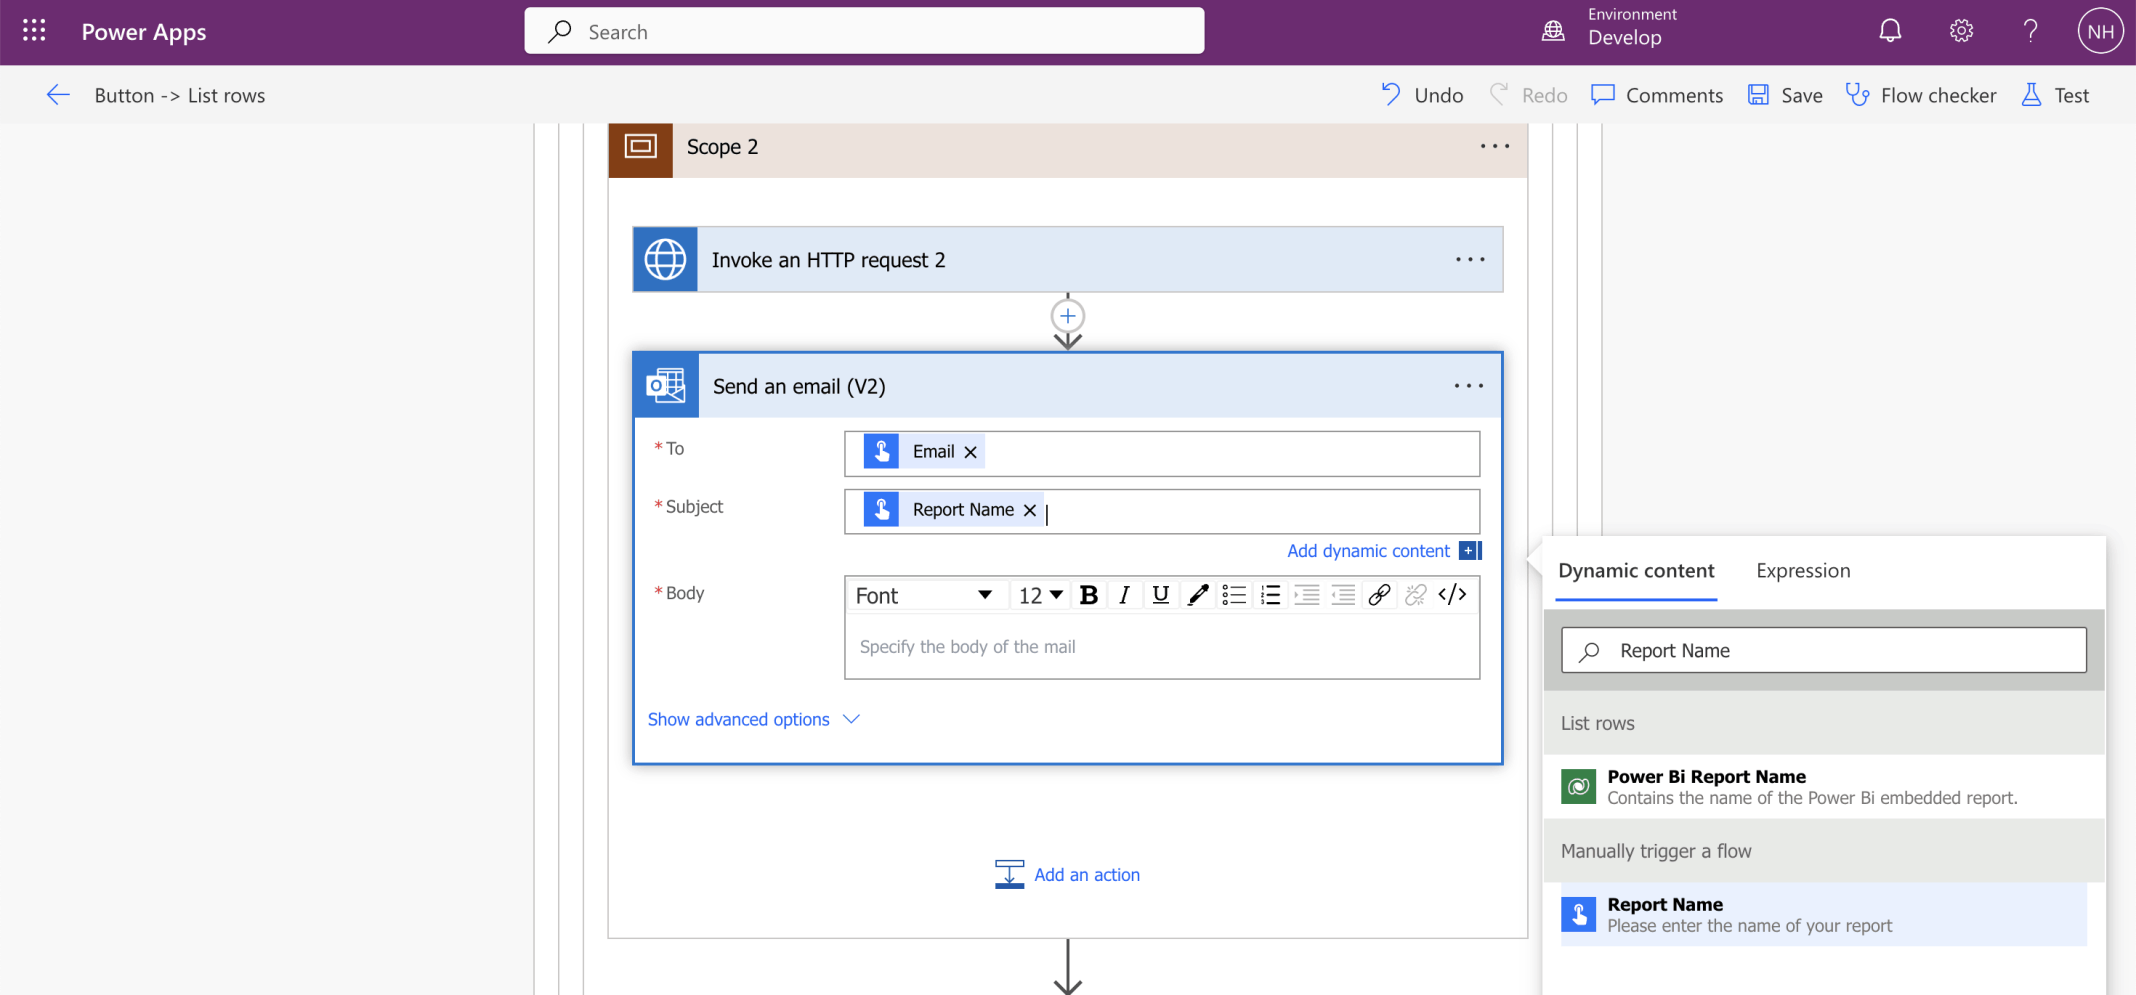 Power Apps
Search
Environment
Develop
NH
Button -> List rows
Undo
Redo
Comments
Save
Flow checker
Test
Scope 2
Invoke an HTTP request 2
Send an email (V2)
* To
Email
* Subject
Report Name
Add dynamic content
* Body
Font
12
B I U
</>
Specify the body of the mail
Show advanced options
Add an action
Dynamic content
Expression
Report Name
List rows
Power Bi Report Name
Contains the name of the Power Bi embedded report.
Manually trigger a flow
Report Name
Please enter the name of your report